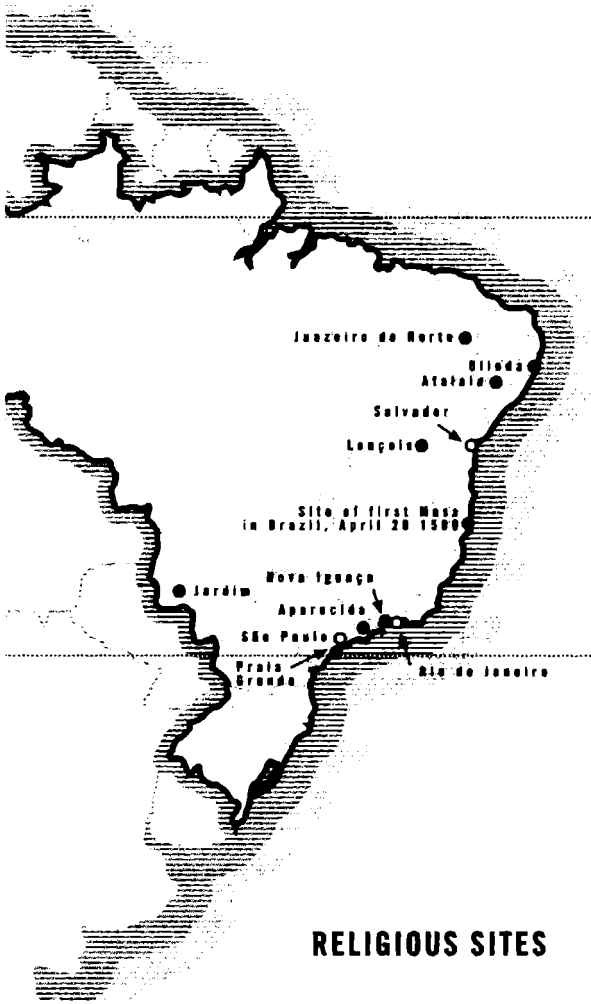 Juazeiro do Norte
Olinda
Atalaia
Salvador
Lençois
Site of first Mass
in Brazil, April 26 1500
Nova Iguaçu
Jardim
Aparecida
São Paulo
Praia
Grande
Rio de Janeiro
RELIGIOUS SITES